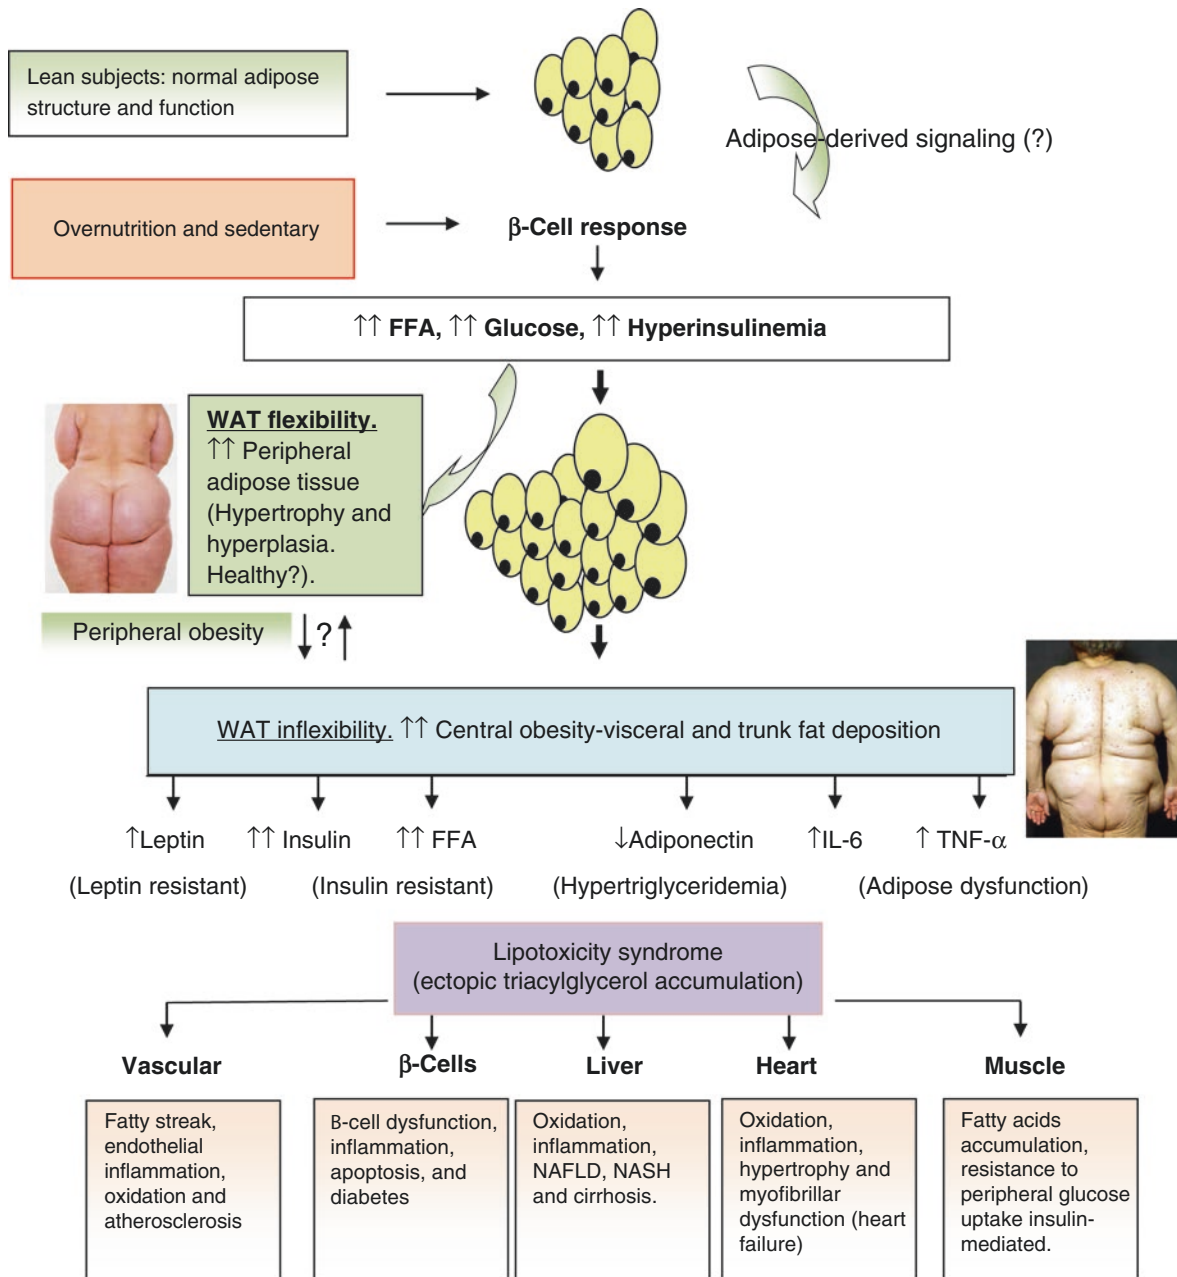 Lean subjects: normal adipose
structure and function
Adipose-derived signaling (?)
Overnutrition and sedentary
β-Cell response
↑↑ FFA, ↑↑ Glucose, ↑↑ Hyperinsulinemia
WAT flexibility.
↑↑ Peripheral
adipose tissue
(Hypertrophy and
hyperplasia.
Healthy?).
Peripheral obesity
↓?↑
WAT inflexibility. ↑↑ Central obesity-visceral and trunk fat deposition
↑Leptin ↑↑ Insulin ↑↑ FFA ↓Adiponectin ↑IL-6 ↑ TNF-α
(Leptin resistant) (Insulin resistant) (Hypertriglyceridemia) (Adipose dysfunction)
Lipotoxicity syndrome
(ectopic triacylglycerol accumulation)
Vascular
Fatty streak,
endothelial
inflammation,
oxidation and
atherosclerosis
β-Cells
B-cell dysfunction,
inflammation,
apoptosis, and
diabetes
Liver
Oxidation,
inflammation,
NAFLD, NASH
and cirrhosis.
Heart
Oxidation,
inflammation,
hypertrophy and
myofibrillar
dysfunction (heart
failure)
Muscle
Fatty acids
accumulation,
resistance to
peripheral glucose
uptake insulin-
mediated.